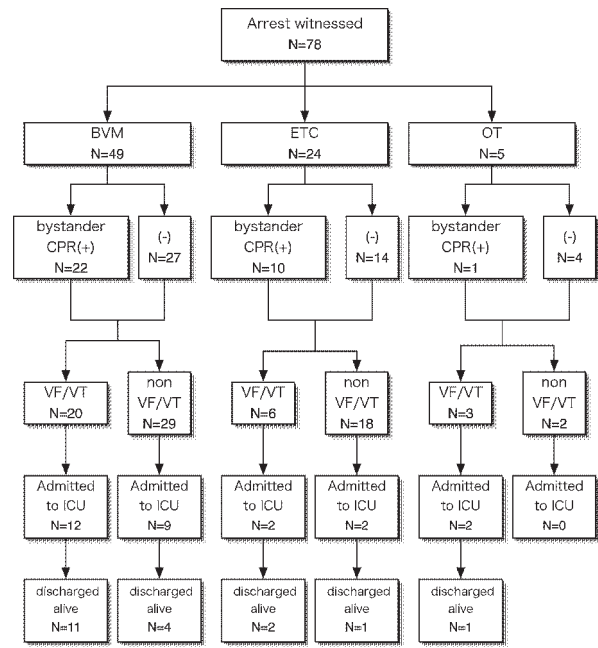 Arrest witnessed
N=78
BVM
N=49
ETC
N=24
OT
N=5
bystander
CPR(+)
N=22
(-)
N=27
bystander
CPR(+)
N=10
(-)
N=14
bystander
CPR(+)
N=1
(-)
N=4
VF/VT
N=20
non
VF/VT
N=29
VF/VT
N=6
non
VF/VT
N=18
VF/VT
N=3
non
VF/VT
N=2
Admitted
to ICU
N=12
Admitted
to ICU
N=9
Admitted
to ICU
N=2
Admitted
to ICU
N=2
Admitted
to ICU
N=2
Admitted
to ICU
N=0
discharged
alive
N=11
discharged
alive
N=4
discharged
alive
N=2
discharged
alive
N=1
discharged
alive
N=1